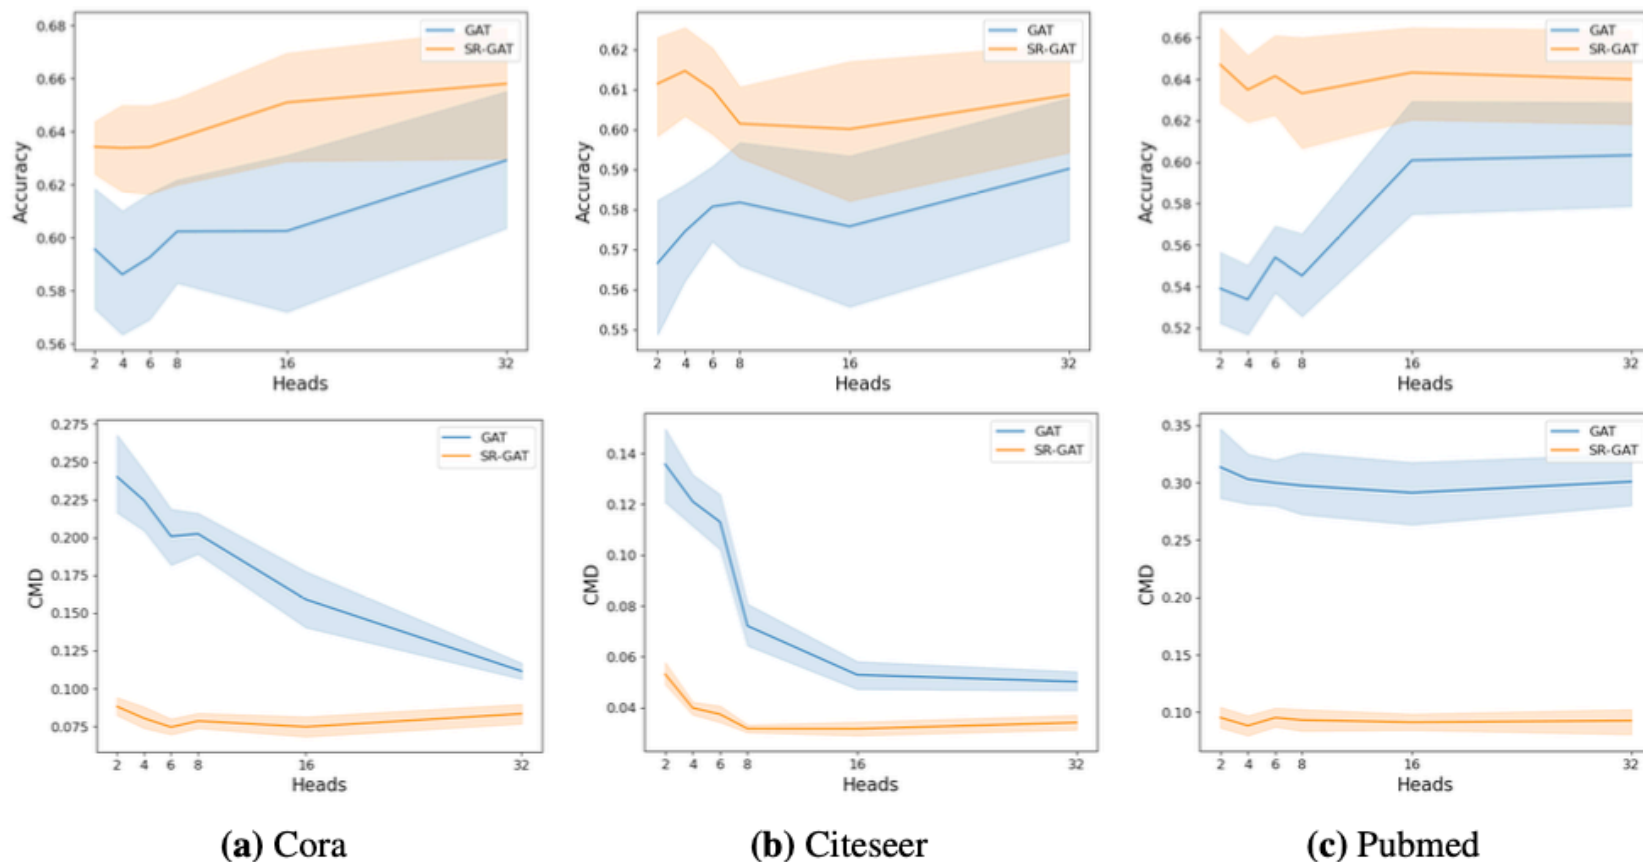 0.68
0.66
0.64
0.62
0.60
0.58
0.56
Accuracy
GAT
SR-GAT
2 4 6 8 16 32
Heads
0.62
0.61
0.60
0.59
0.58
0.57
0.56
0.55
Accuracy
GAT
SR-GAT
2 4 6 8 16 32
Heads
0.66
0.64
0.62
0.60
0.58
0.56
0.54
0.52
Accuracy
GAT
SR-GAT
2 4 6 8 16 32
Heads
0.275
0.250
0.225
0.200
0.175
0.150
0.125
0.100
0.075
CMD
GAT
SR-GAT
2 4 6 8 16 32
Heads
0.14
0.12
0.10
0.08
0.06
0.04
CMD
GAT
SR-GAT
2 4 6 8 16 32
Heads
0.35
0.30
0.25
0.20
0.15
0.10
CMD
GAT
SR-GAT
2 4 6 8 16 32
Heads
(a) Cora
(b) Citeseer
(c) Pubmed